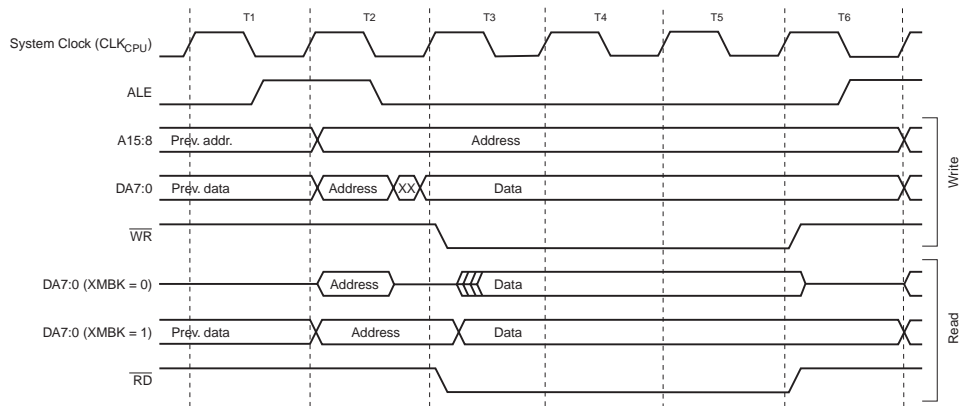 T1 T2 T3 T4 T5 T6
System Clock (CLKCPU)
ALE
A15:8 Prev. addr. Address
DA7:0 Prev. data Address XX Data
WR
Write
DA7:0 (XMBK = 0) Address Data
DA7:0 (XMBK = 1) Prev. data Address Data
RD
Read